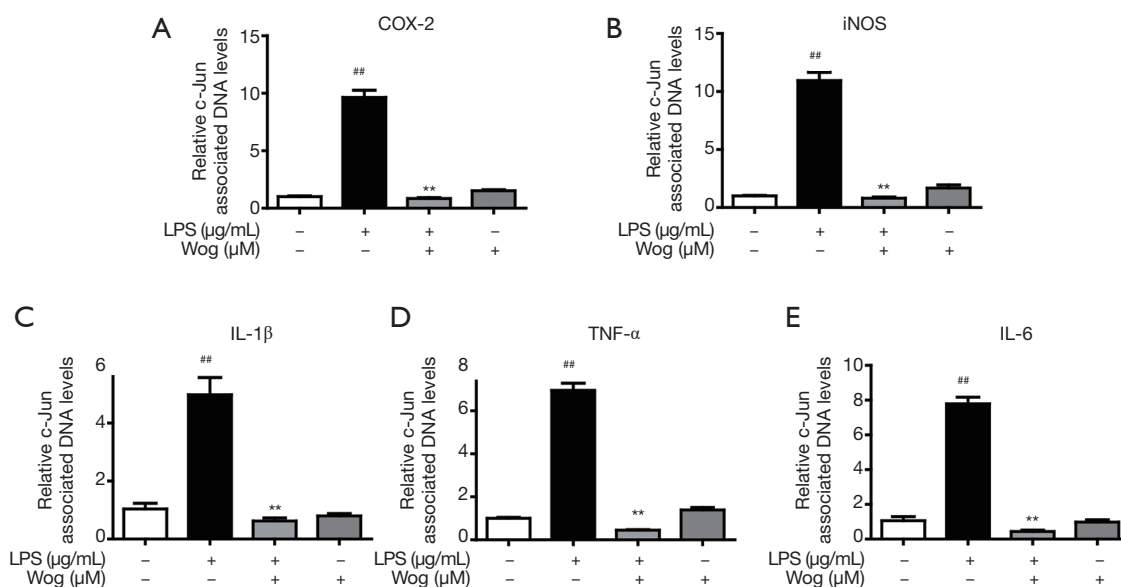 A
COX-2
Relative c-Jun
associated DNA levels
15
10
5
0
##
**
LPS (µg/mL) – + + –
Wog (µM) – – + +
B
iNOS
Relative c-Jun
associated DNA levels
15
10
5
0
##
**
LPS (µg/mL) – + + –
Wog (µM) – – + +
C
IL-1β
Relative c-Jun
associated DNA levels
6
4
2
0
##
**
LPS (µg/mL) – + + –
Wog (µM) – – + +
D
TNF-α
Relative c-Jun
associated DNA levels
8
6
4
2
0
##
**
LPS (µg/mL) – + + –
Wog (µM) – – + +
E
IL-6
Relative c-Jun
associated DNA levels
10
8
6
4
2
0
##
**
LPS (µg/mL) – + + –
Wog (µM) – – + +